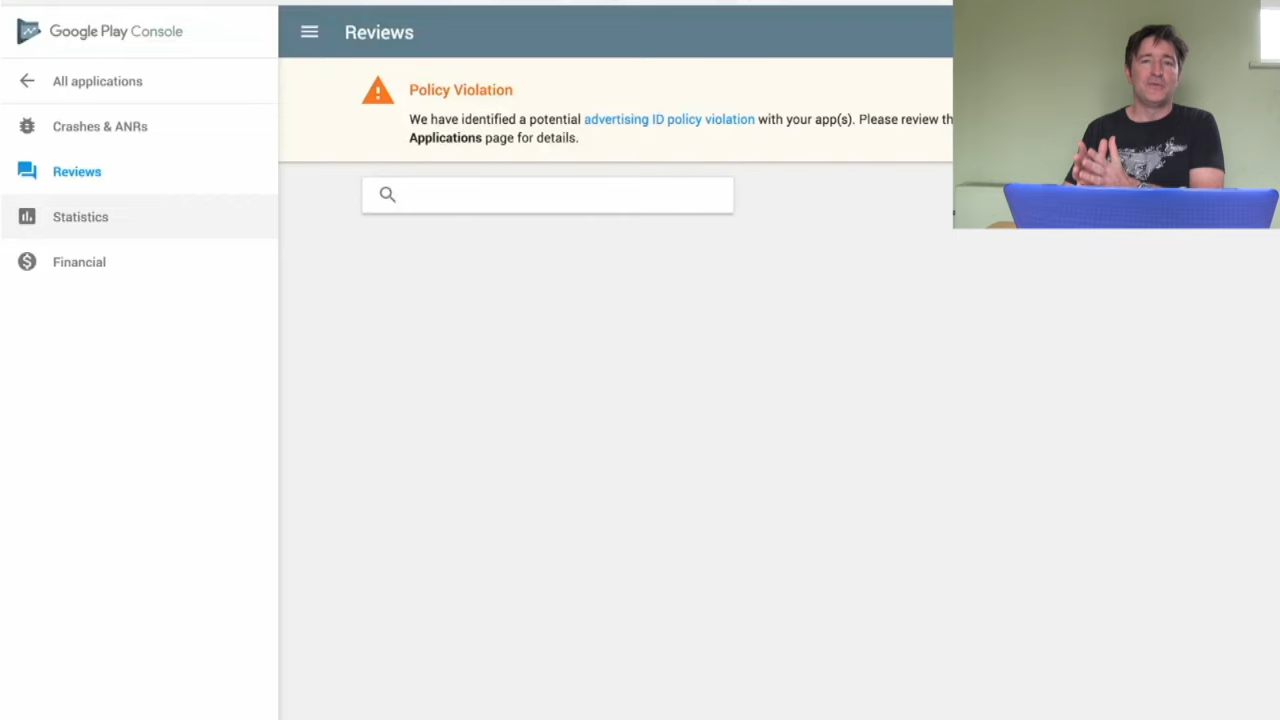 Google Play Console
All applications
Crashes & ANRs
Reviews
Statistics
Financial
Reviews
Policy Violation
We have identified a potential advertising ID policy violation with your app(s). Please review th
Applications page for details.